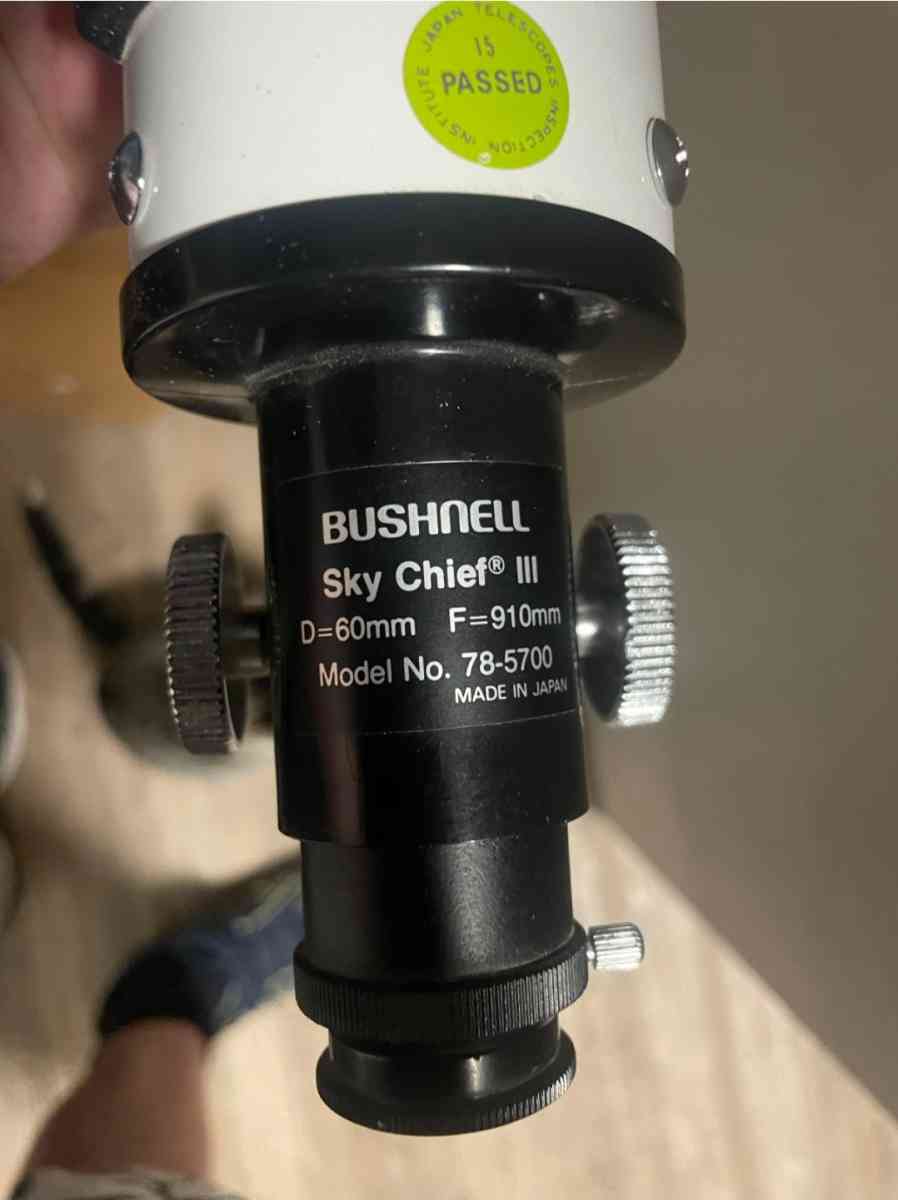 JAPAN TELESCOPES INSPECTION INSTITUTE
15
PASSED
BUSHNELL
Sky Chief® III
D=60mm F=910mm
Model No. 78-5700
MADE IN JAPAN